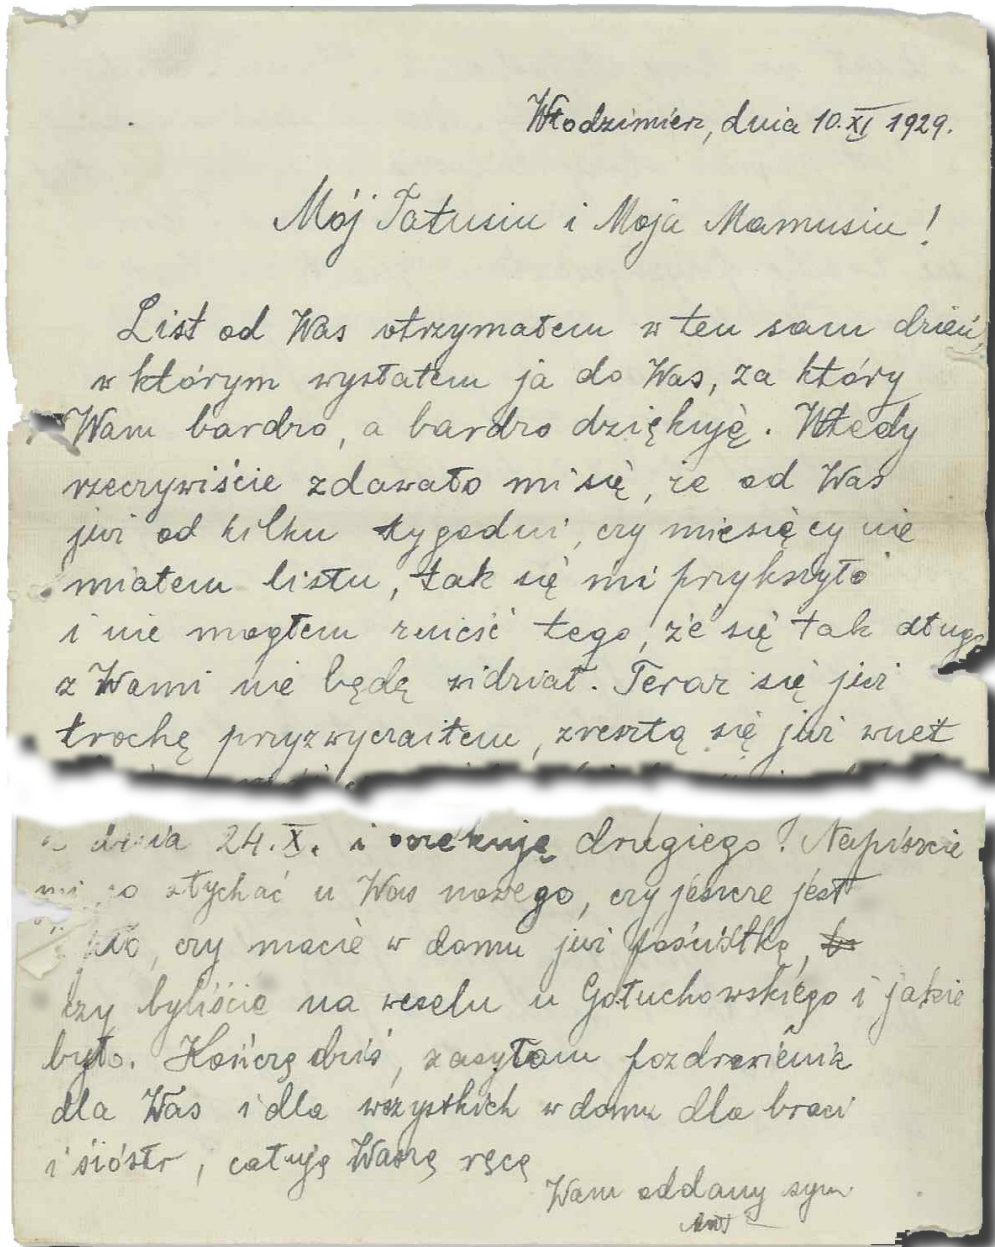 Włodzimierz, dnia 10.XI 1929.
Mój Tatusiu i Moja Mamusiu!
List od Was otrzymałem w ten sam dzień,
w którym wysłałem ja do Was, za który
Wam bardzo, a bardzo dziękuję. Wtedy
rzeczywiście zdawało mi się, że od Was
już od kilku tygodni, czy miesięcy nie
miałem listu, tak się mi przykszyło
i nie mogłem znieść tego, że się tak długo
z Wami nie będę widział. Teraz się już
trochę przyzwyczaiłem, zresztą się już wnet
dnia 24.X. i oczekuję drugiego! Napiszcie
mi co słychać u Was nowego, czy jeszcze jest
czy macie w domu już
czy byliście na weselu u Gołuchowskiego i jakie
było. Kończę dziś, zasyłam pozdrowienie
dla Was i dla wszystkich w domu dla braci
i sióstr, całuję Waszę ręcę
Wam oddany syn